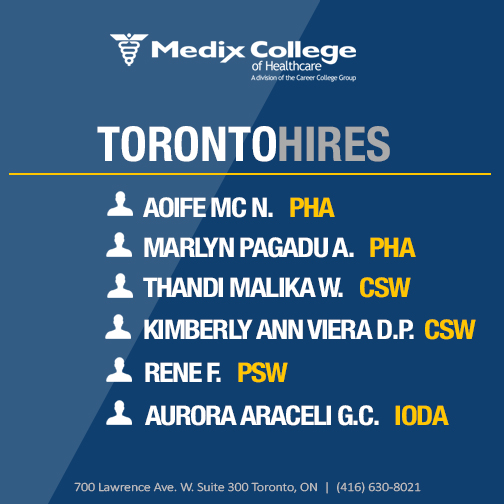 Medix College
of Healthcare
A division of the Career College Group
TORONTOHIRES
AOIFE MC N. PHA
MARLYN PAGADU A. PHA
THANDI MALIKA W. CSW
KIMBERLY ANN VIERA D.P. CSW
RENE F. PSW
AURORA ARACELI G.C. IODA
700 Lawrence Ave. W. Suite 300 Toronto, ON | (416) 630-8021